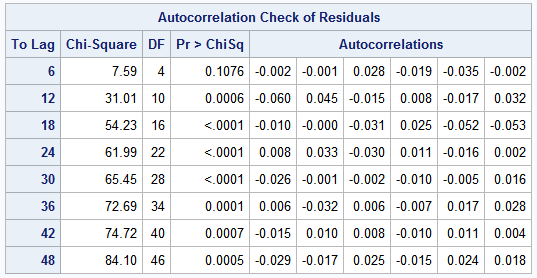 Autocorrelation Check of Residuals
To Lag Chi-Square DF Pr > ChiSq Autocorrelations
6 7.59 4 0.1076 -0.002 -0.001 0.028 -0.019 -0.035 -0.002
12 31.01 10 0.0006 -0.060 0.045 -0.015 0.008 -0.017 0.032
18 54.23 16 <.0001 -0.010 -0.000 -0.031 0.025 -0.052 -0.053
24 61.99 22 <.0001 0.008 0.033 -0.030 0.011 -0.016 0.002
30 65.45 28 <.0001 -0.026 -0.001 -0.002 -0.010 -0.005 0.016
36 72.69 34 0.0001 0.006 -0.032 0.006 -0.007 0.017 0.028
42 74.72 40 0.0007 -0.015 0.010 0.008 -0.010 0.011 0.004
48 84.10 46 0.0005 -0.029 -0.017 0.025 -0.015 0.024 0.018